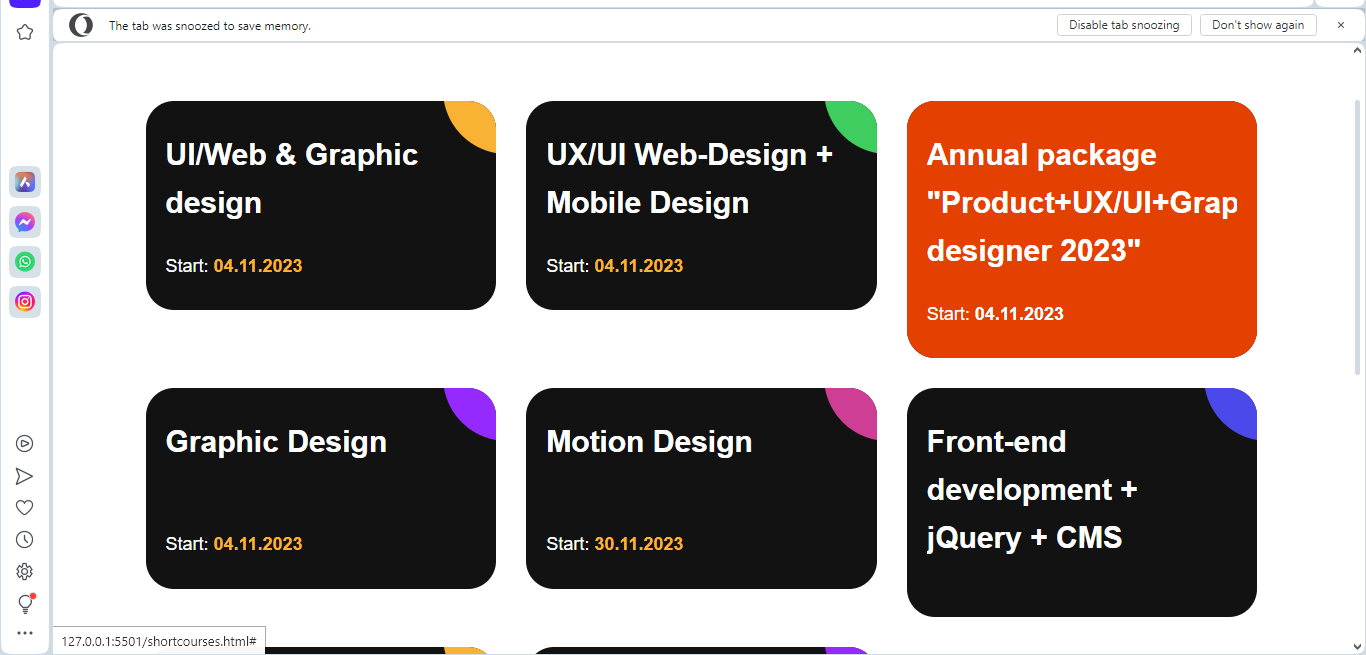 The tab was snoozed to save memory.
Disable tab snoozing
Don't show again
UI/Web & Graphic
design
Start: 04.11.2023
UX/UI Web-Design +
Mobile Design
Start: 04.11.2023
Annual package
"Product+UX/UI+Grap
designer 2023"
Start: 04.11.2023
Graphic Design
Start: 04.11.2023
Motion Design
Start: 30.11.2023
Front-end
development +
jQuery + CMS
127.0.0.1:5501/shortcourses.html#